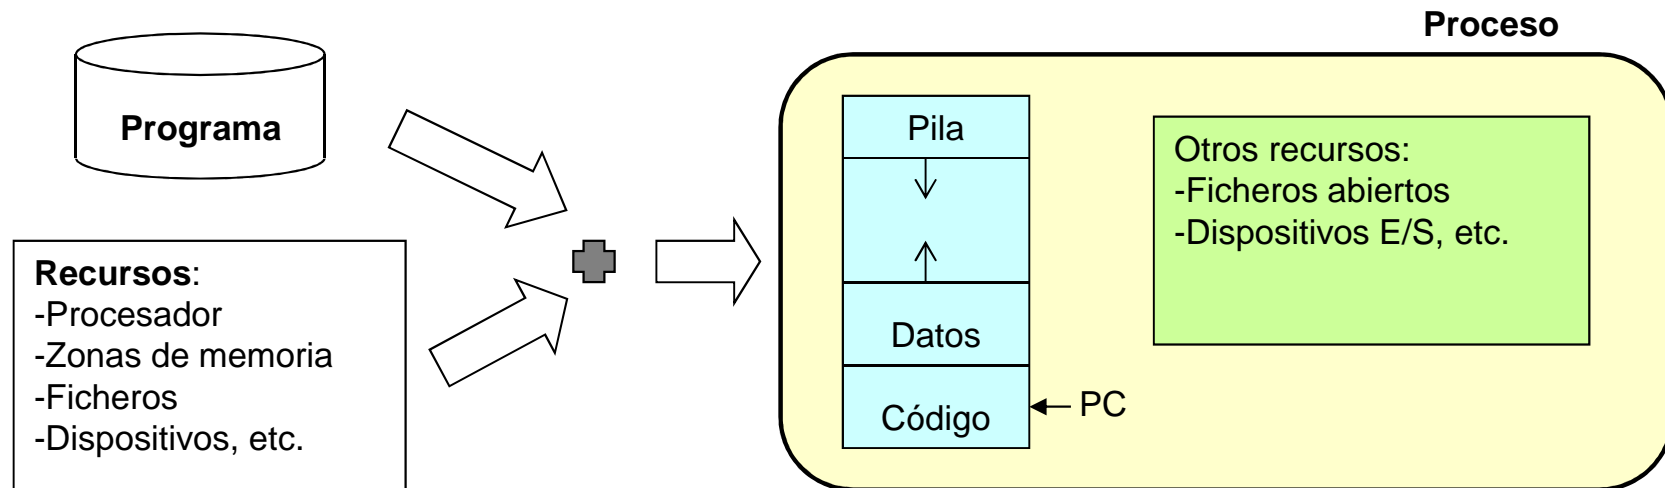 Programa
Recursos:
-Procesador
-Zonas de memoria
-Ficheros
-Dispositivos, etc.
Proceso
Pila
Datos
Código
PC
Otros recursos:
-Ficheros abiertos
-Dispositivos E/S, etc.